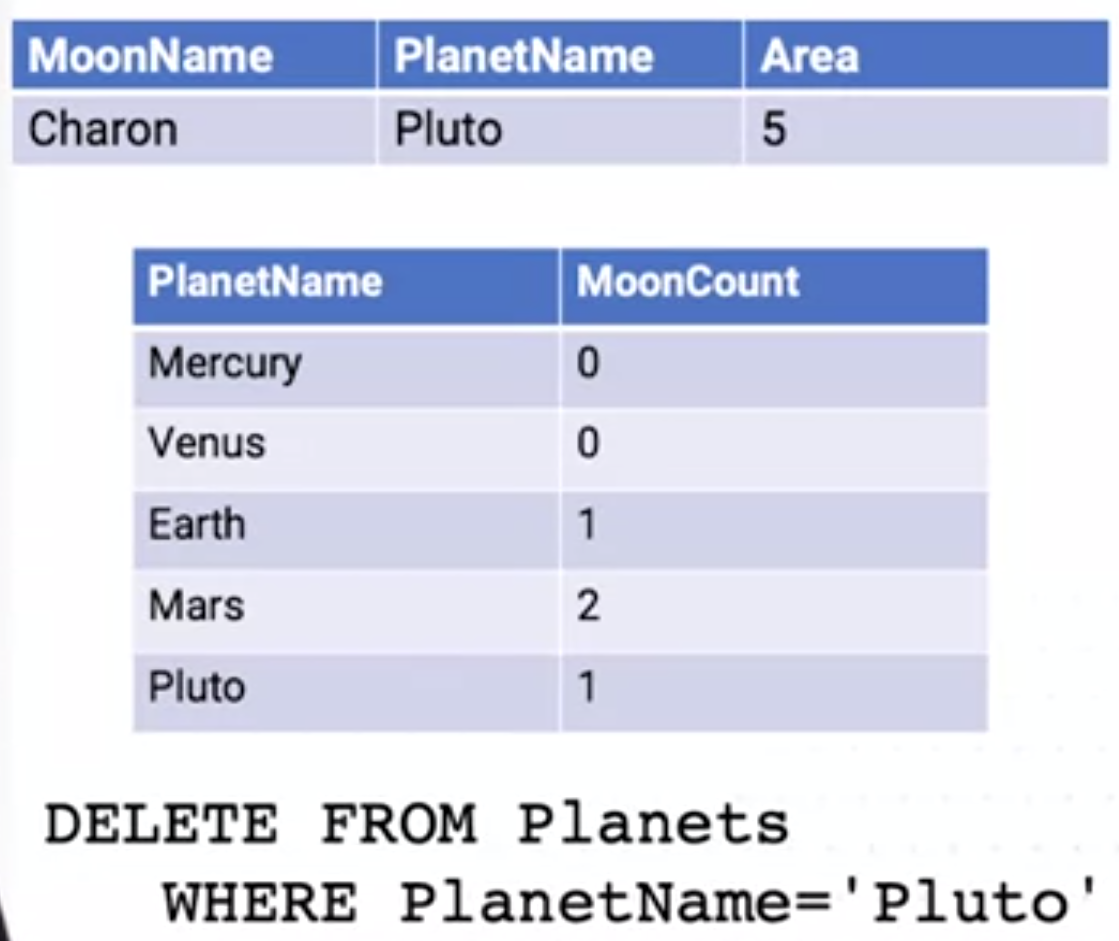 MoonName PlanetName Area
Charon Pluto 5
PlanetName MoonCount
Mercury 0
Venus 0
Earth 1
Mars 2
Pluto 1
DELETE FROM Planets
WHERE PlanetName='Pluto'